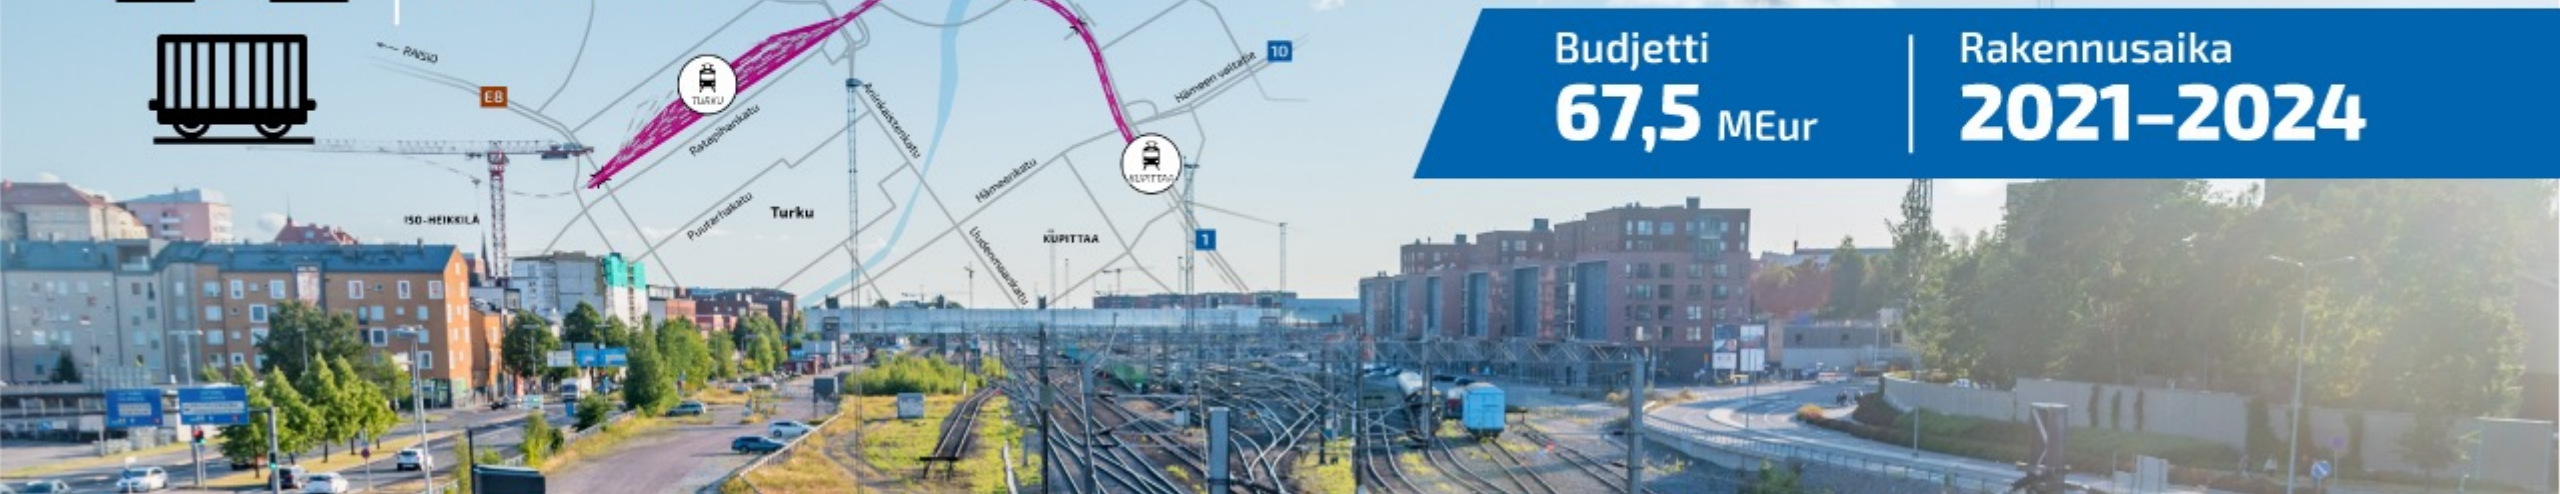 Budjetti
67,5 MEur
Rakennusaika
2021–2024
RAISIO
E8
TURKU
Ratapihankatu
Aninkaistenkatu
Hämeen valtatie
10
KUPITTAA
Hämeenkatu
Puutarhakatu
Turku
ISO-HEIKKILÄ
Uudenmaankatu
KUPITTAA
1